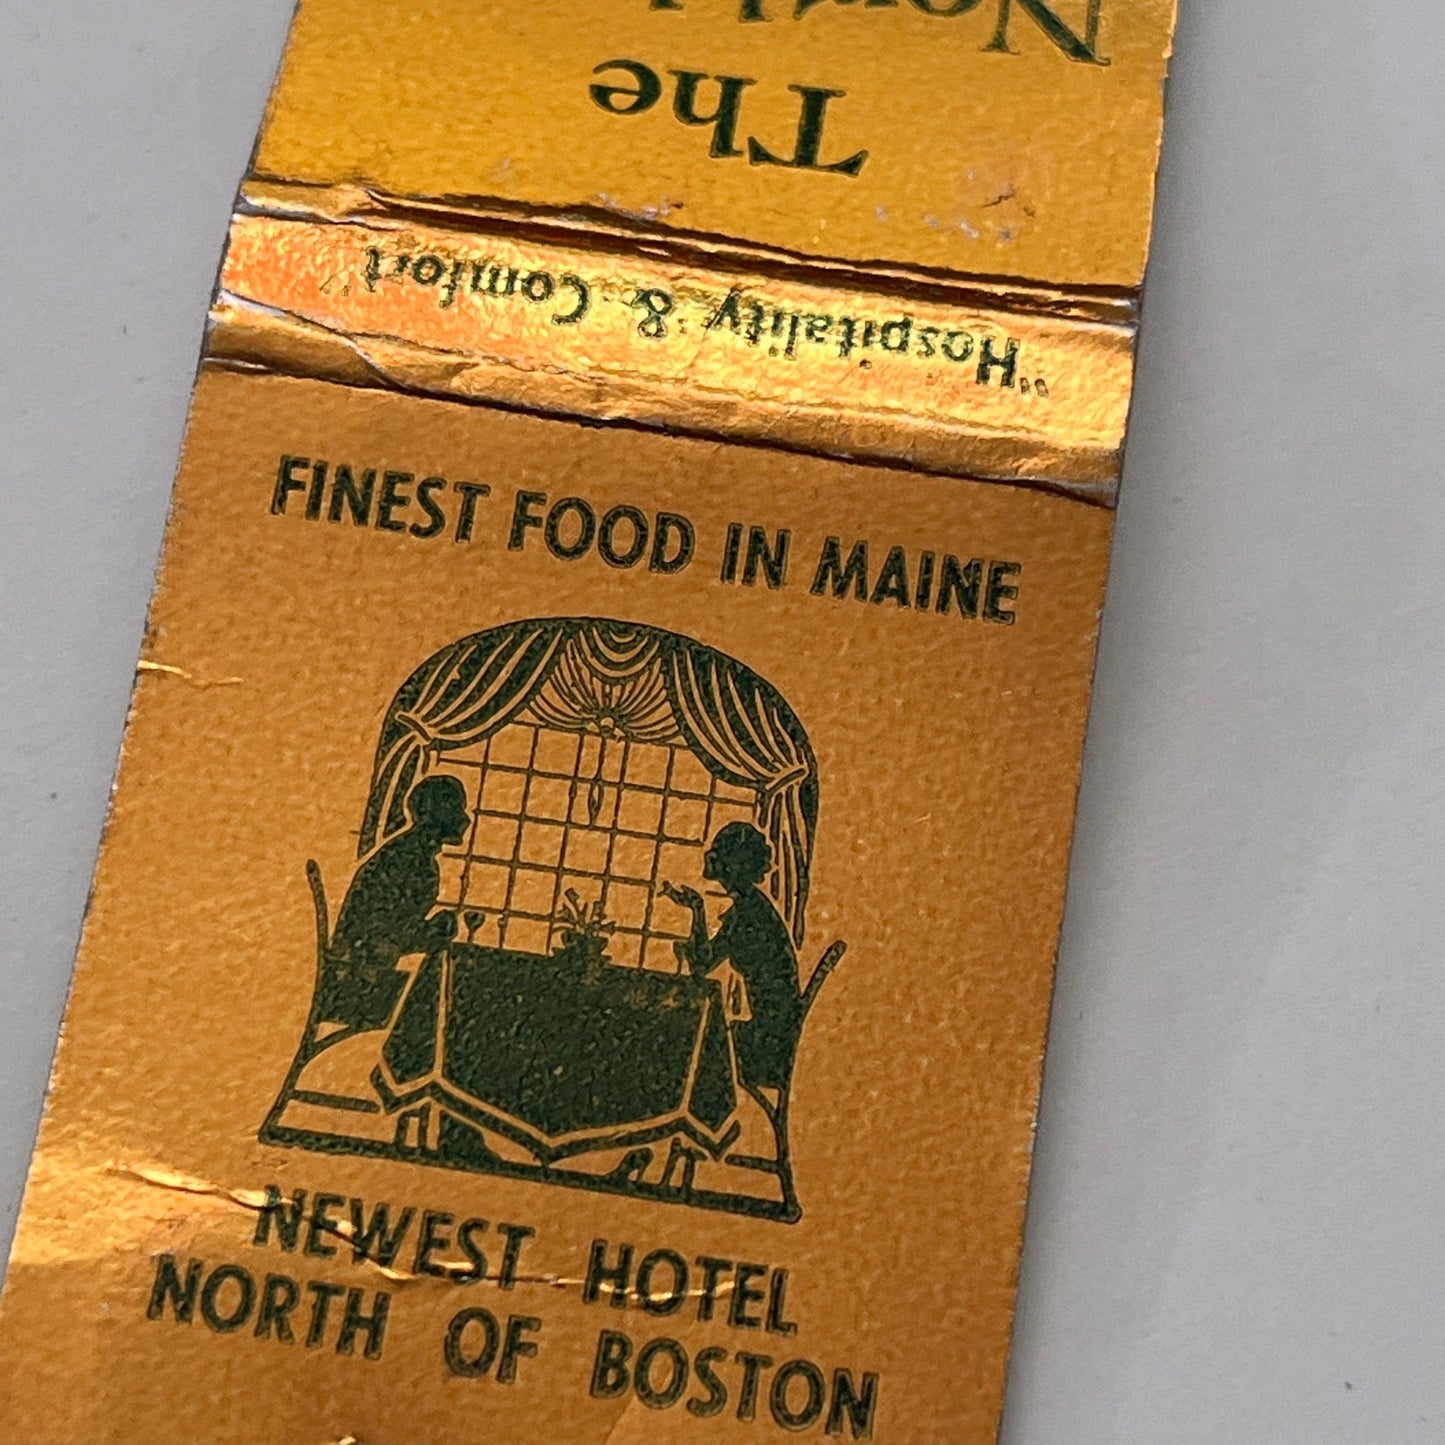 The
"Hospitality & Comfort"
FINEST FOOD IN MAINE
NEWEST HOTEL
NORTH OF BOSTON